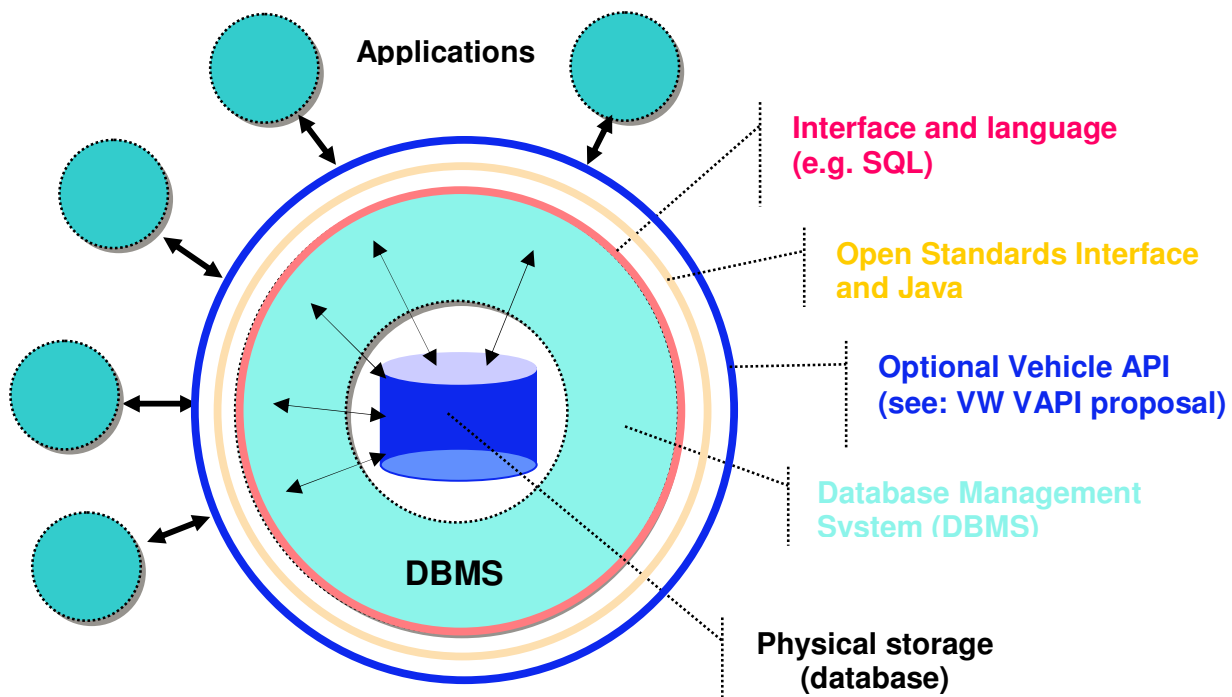 Applications
Interface and language
(e.g. SQL)
Open Standards Interface
and Java
Optional Vehicle API
(see: VW VAPI proposal)
Database Management
System (DBMS)
DBMS
Physical storage
(database)